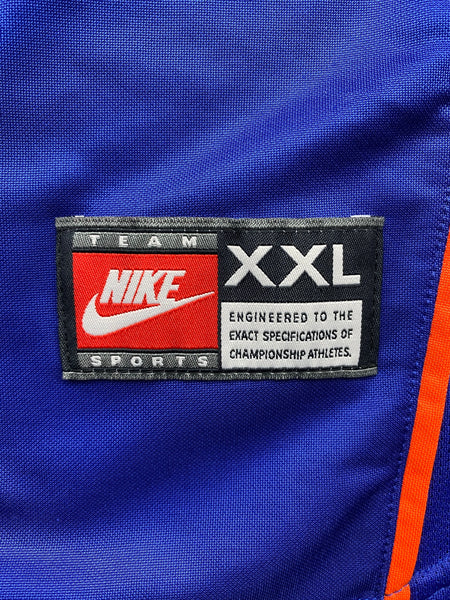 TEAM
NIKE
SPORTS
XXL
ENGINEERED TO THE
EXACT SPECIFICATIONS OF
CHAMPIONSHIP ATHLETES.